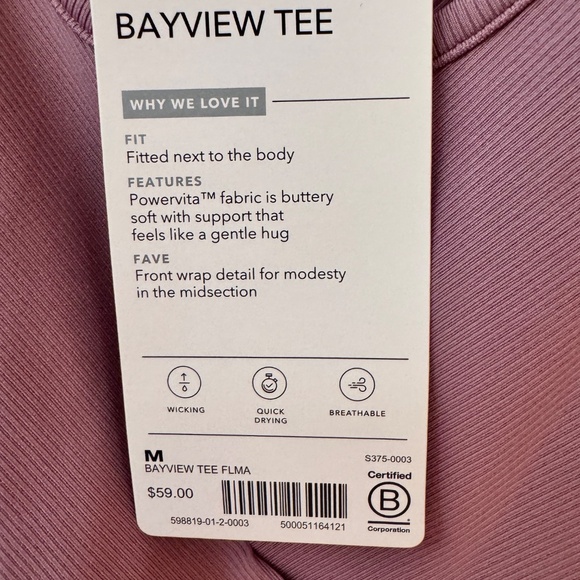 BAYVIEW TEE
WHY WE LOVE IT
FIT
Fitted next to the body
FEATURES
Powervita™ fabric is buttery
soft with support that
feels like a gentle hug
FAVE
Front wrap detail for modesty
in the midsection
WICKING
QUICK
DRYING
BREATHABLE
M
BAYVIEW TEE FLMA
$59.00
598819-01-2-0003
500051164121
S375-0003
Certified
B
Corporation